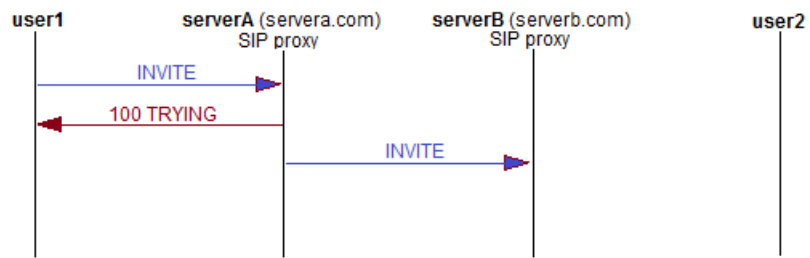 user1
serverA (servera.com)
SIP proxy
serverB (serverb.com)
SIP proxy
user2
INVITE
100 TRYING
INVITE